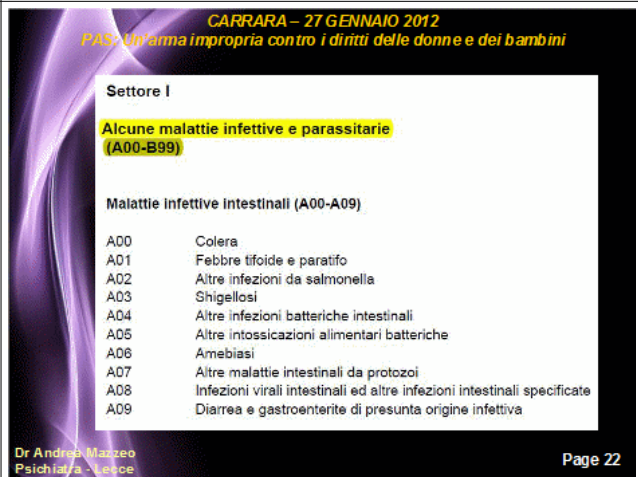 CARRARA – 27 GENNAIO 2012
PAS: Un'arma impropria contro i diritti delle donne e dei bambini
Settore I
Alcune malattie infettive e parassitarie
(A00-B99)
Malattie infettive intestinali (A00-A09)
A00 Colera
A01 Febbre tifoide e paratifo
A02 Altre infezioni da salmonella
A03 Shigellosi
A04 Altre infezioni batteriche intestinali
A05 Altre intossicazioni alimentari batteriche
A06 Amebiasi
A07 Altre malattie intestinali da protozoi
A08 Infezioni virali intestinali ed altre infezioni intestinali specificate
A09 Diarrea e gastroenterite di presunta origine infettiva
Dr Andrea Mazzeo
Psichiatra - Lecce
Page 22